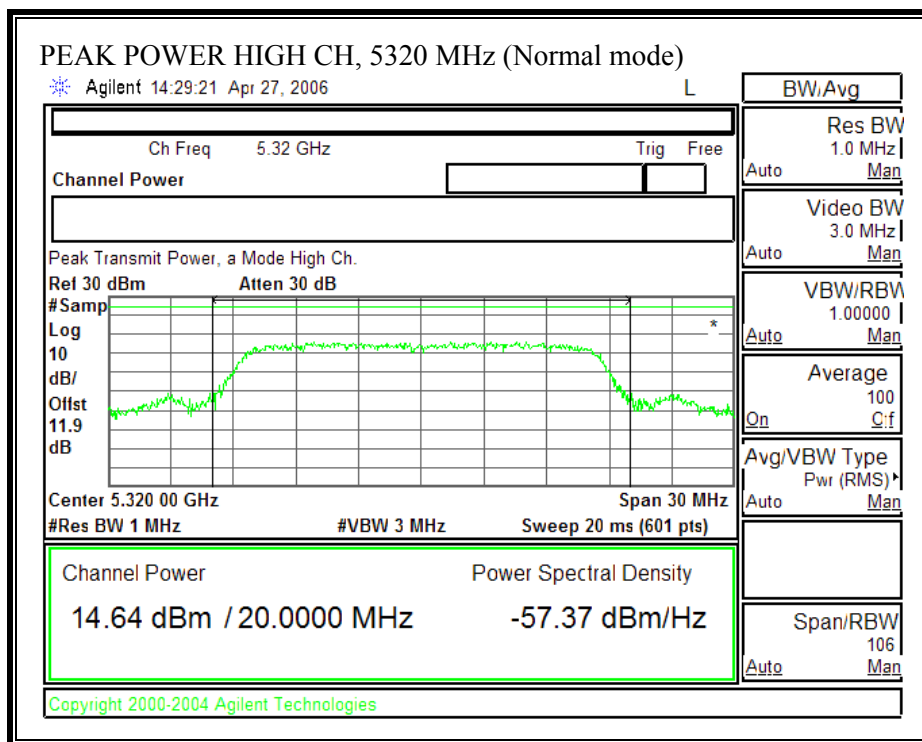 PEAK POWER HIGH CH, 5320 MHz (Normal mode)
Agilent 14:29:21 Apr 27, 2006 L
Ch Freq 5.32 GHz Trig Free
Channel Power
Peak Transmit Power, a Mode High Ch.
Ref 30 dBm Atten 30 dB
#Samp
Log
10
dB/
Offst
11.9
dB
*
Center 5.320 00 GHz Span 30 MHz
#Res BW 1 MHz #VBW 3 MHz Sweep 20 ms (601 pts)
Channel Power Power Spectral Density
14.64 dBm / 20.0000 MHz -57.37 dBm/Hz
Copyright 2000-2004 Agilent Technologies
BW/Avg
Res BW
1.0 MHz
Auto Man
Video BW
3.0 MHz
Auto Man
VBW/RBW
1.00000
Auto Man
Average
100
On Off
Avg/VBW Type
Pwr (RMS)
Auto Man
Span/RBW
106
Auto Man